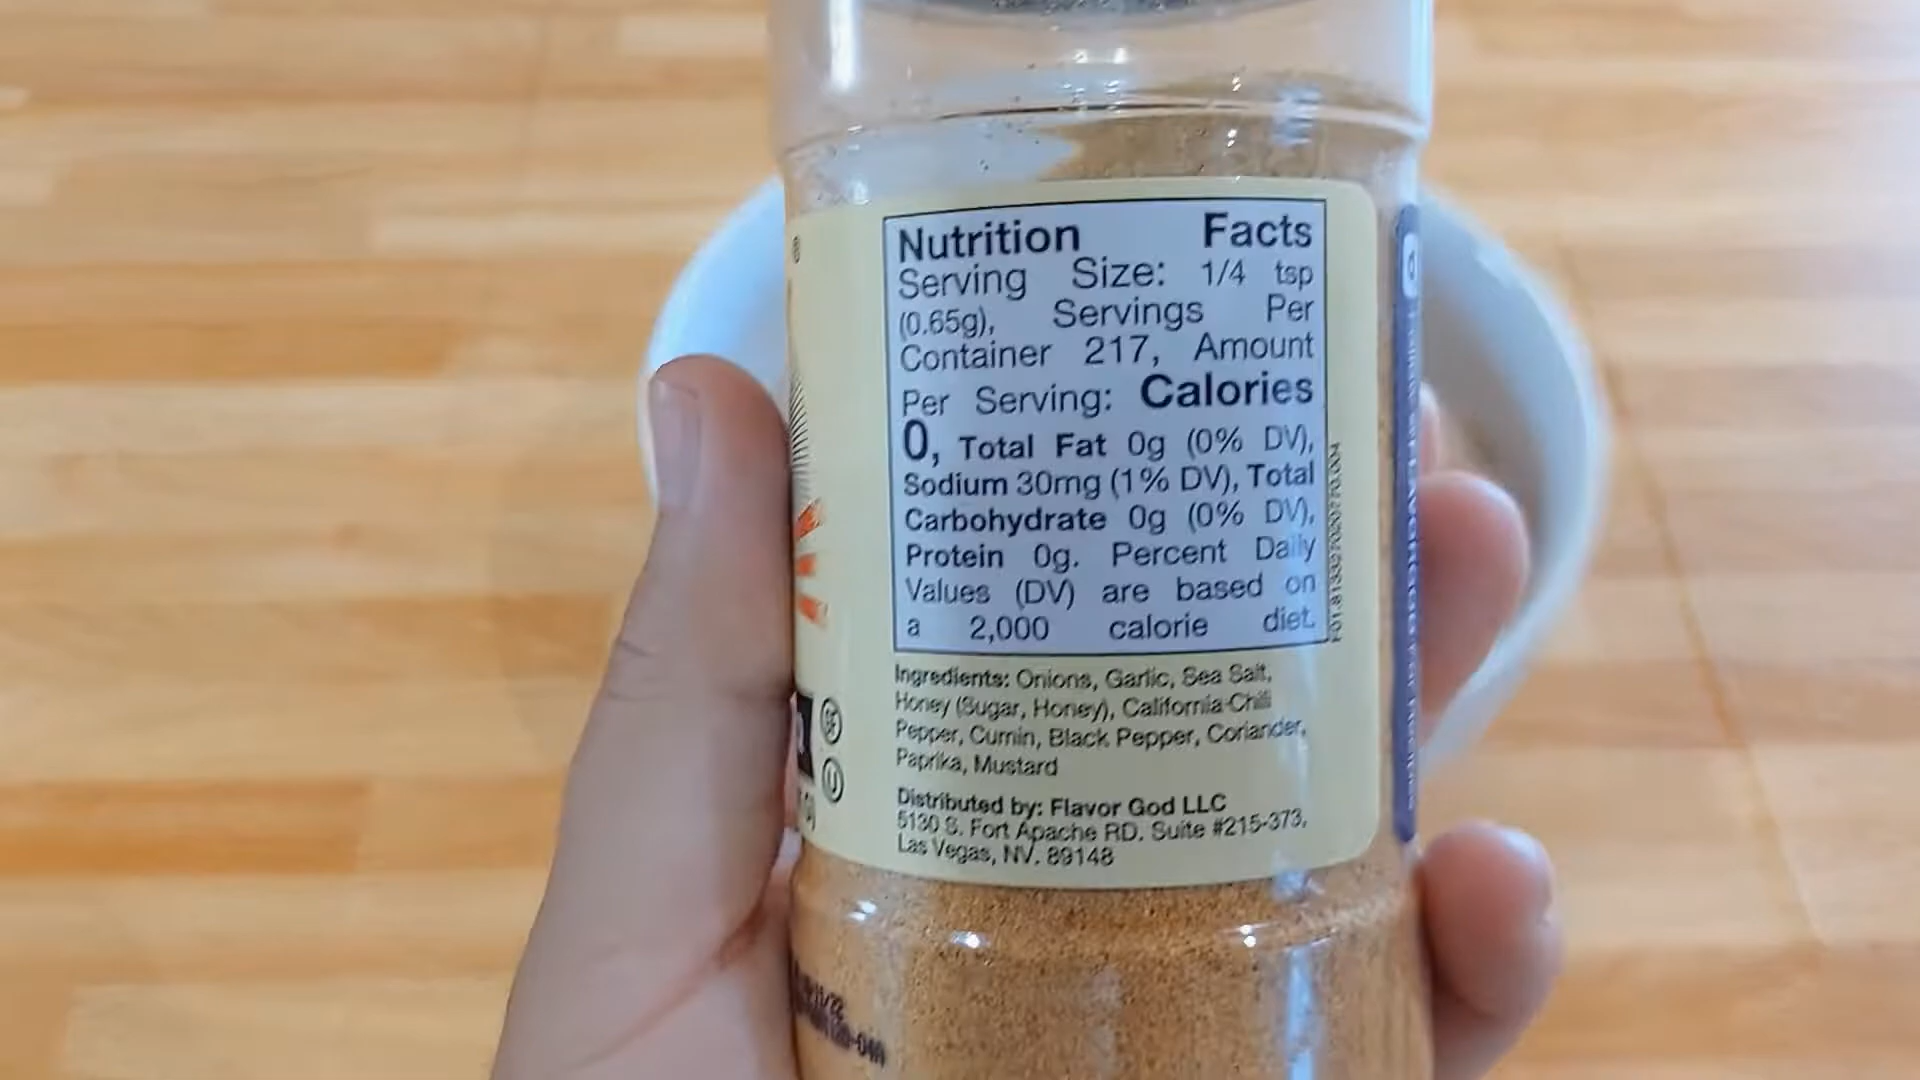 Nutrition Facts
Serving Size: 1/4 tsp
(0.65g), Servings Per
Container 217, Amount
Per Serving: Calories
0, Total Fat 0g (0% DV),
Sodium 30mg (1% DV), Total
Carbohydrate 0g (0% DV),
Protein 0g. Percent Daily
Values (DV) are based on
a 2,000 calorie diet.
Ingredients: Onions, Garlic, Sea Salt,
Honey (Sugar, Honey), California Chili
Pepper, Cumin, Black Pepper, Coriander,
Paprika, Mustard
Distributed by: Flavor God LLC
5130 S. Fort Apache RD. Suite #215-373,
Las Vegas, NV. 89148